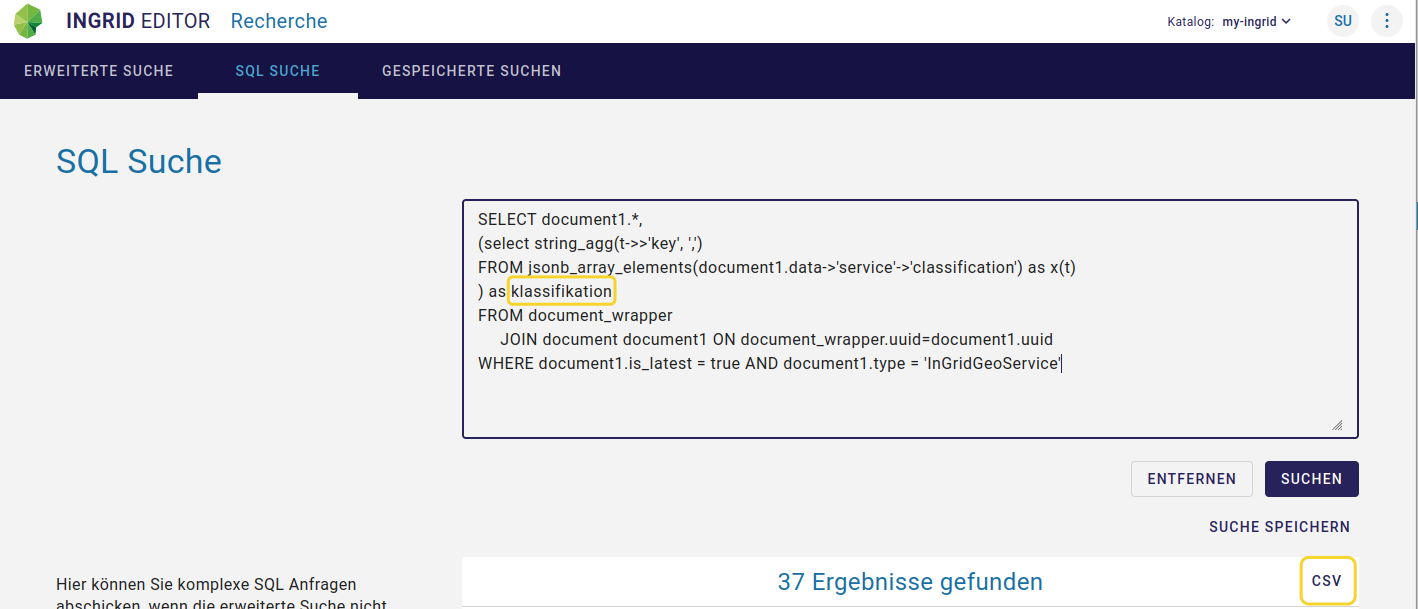 INGRID EDITOR Recherche
Katalog: my-ingrid
SU
ERWEITERTE SUCHE
SQL SUCHE
GESPEICHERTE SUCHEN
SQL Suche
SELECT document1.*,
(select string_agg(t->>'key', ',')
FROM jsonb_array_elements(document1.data->'service'->'classification') as x(t)
) as klassifikation
FROM document_wrapper
JOIN document document1 ON document_wrapper.uuid=document1.uuid
WHERE document1.is_latest = true AND document1.type = 'InGridGeoService'
ENTFERNEN
SUCHEN
SUCHE SPEICHERN
37 Ergebnisse gefunden
CSV
Hier können Sie komplexe SQL Anfragen
abschicken, wenn die erweiterte Suche nicht